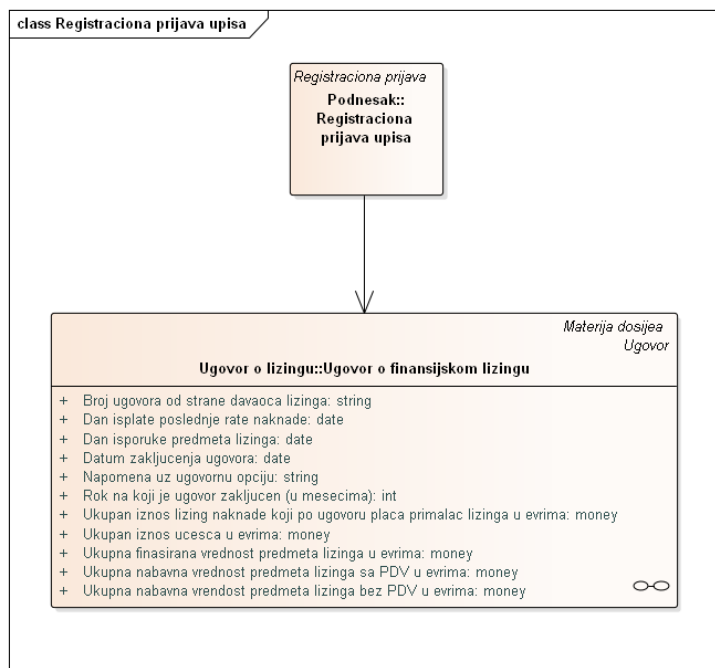 class Registraciona prijava upisa
Registraciona prijava
Podnesak::
Registraciona
prijava upisa
Materija dosijea
Ugovor
Ugovor o lizingu::Ugovor o finansijskom lizingu
+ Broj ugovora od strane davaoca lizinga: string
+ Dan isplate poslednje rate naknade: date
+ Dan isporuke predmeta lizinga: date
+ Datum zakljucenja ugovora: date
+ Napomena uz ugovornu opciju: string
+ Rok na koji je ugovor zakljucen (u mesecima): int
+ Ukupan iznos lizing naknade koji po ugovoru placa primalac lizinga u evrima: money
+ Ukupan iznos ucesca u evrima: money
+ Ukupna finasirana vrednost predmeta lizinga u evrima: money
+ Ukupna nabavna vrednost predmeta lizinga sa PDV u evrima: money
+ Ukupna nabavna vrendost predmeta lizinga bez PDV u evrima: money